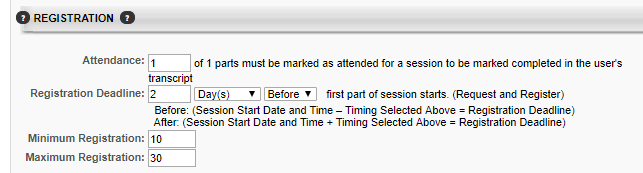 ? REGISTRATION ?
Attendance: 1 of 1 parts must be marked as attended for a session to be marked completed in the user's
transcript
Registration Deadline: 2 Day(s) ▼ Before ▼ first part of session starts. (Request and Register)
Before: (Session Start Date and Time – Timing Selected Above = Registration Deadline)
After: (Session Start Date and Time + Timing Selected Above = Registration Deadline)
Minimum Registration: 10
Maximum Registration: 30